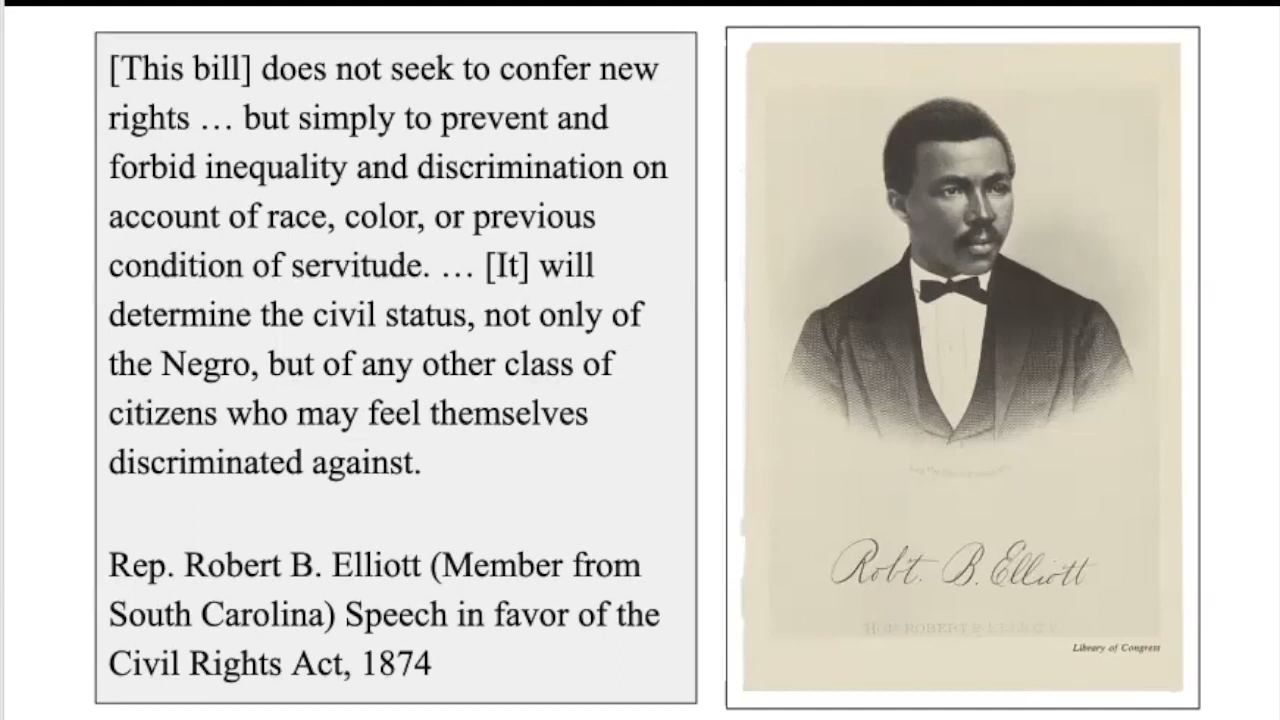 [This bill] does not seek to confer new
rights … but simply to prevent and
forbid inequality and discrimination on
account of race, color, or previous
condition of servitude. … [It] will
determine the civil status, not only of
the Negro, but of any other class of
citizens who may feel themselves
discriminated against.
Rep. Robert B. Elliott (Member from
South Carolina) Speech in favor of the
Civil Rights Act, 1874
Robt. B. Elliott
Library of Congress